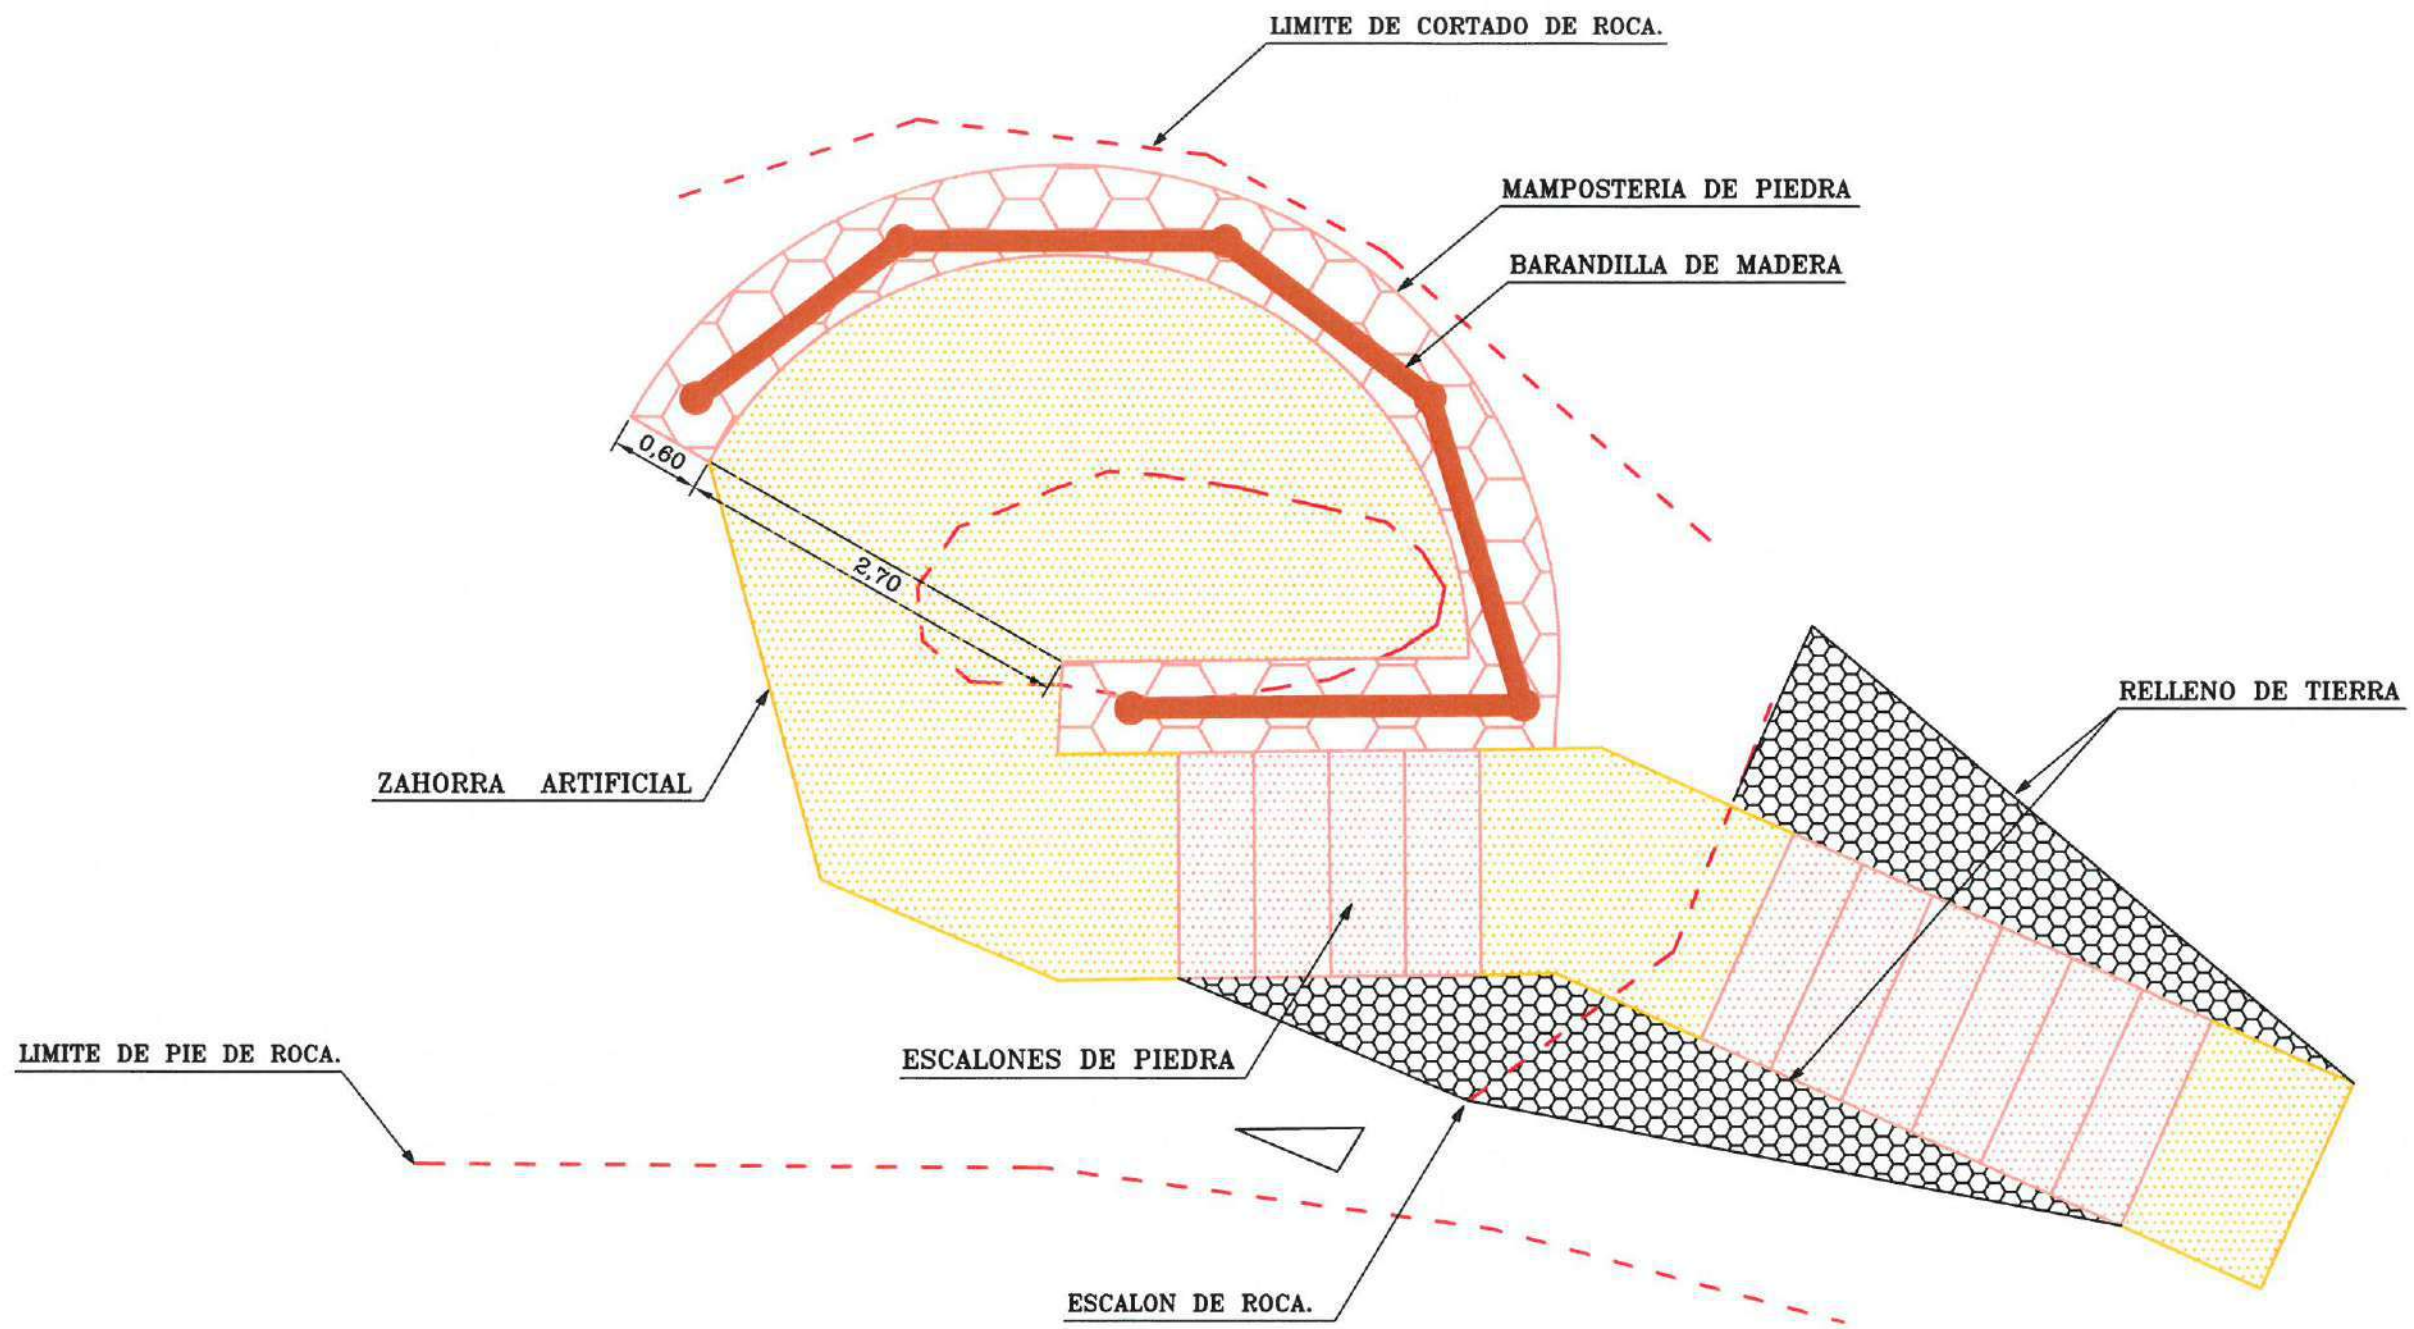 LIMITE DE CORTADO DE ROCA.
MAMPOSTERIA DE PIEDRA
BARANDILLA DE MADERA
0,60
2,70
RELLENO DE TIERRA
ZAHORRA ARTIFICIAL
LIMITE DE PIE DE ROCA.
ESCALONES DE PIEDRA
ESCALON DE ROCA.